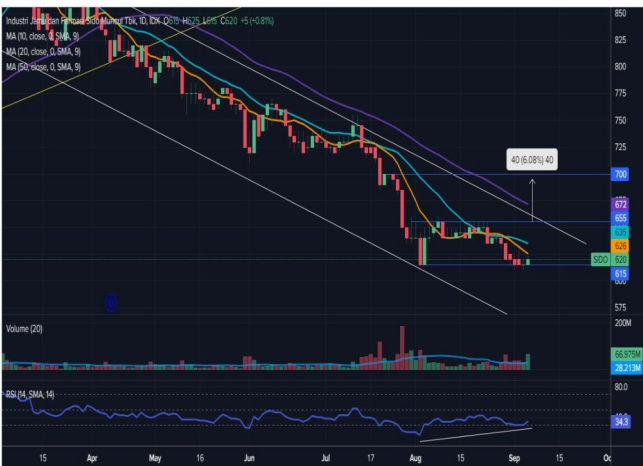 Industri Jamu dan Farmasi Sido Muncul Tbk, 1D, IDX O615 H625 L615 C620 +5 (+0.81%)
MA (10, close, 0, SMA, 9)
MA (20, close, 0, SMA, 9)
MA (50, close, 0, SMA, 9)
850
825
800
775
750
725
40 (6.08%) 40
700
672
655
635
626
SIDO 620
600
615
575
Volume (20)
200M
66.975M
28.213M
RSI (14, SMA, 14)
80.0
34.3
15 Apr May 16 Jun 15 Jul 17 Aug 15 Sep 15 Oc